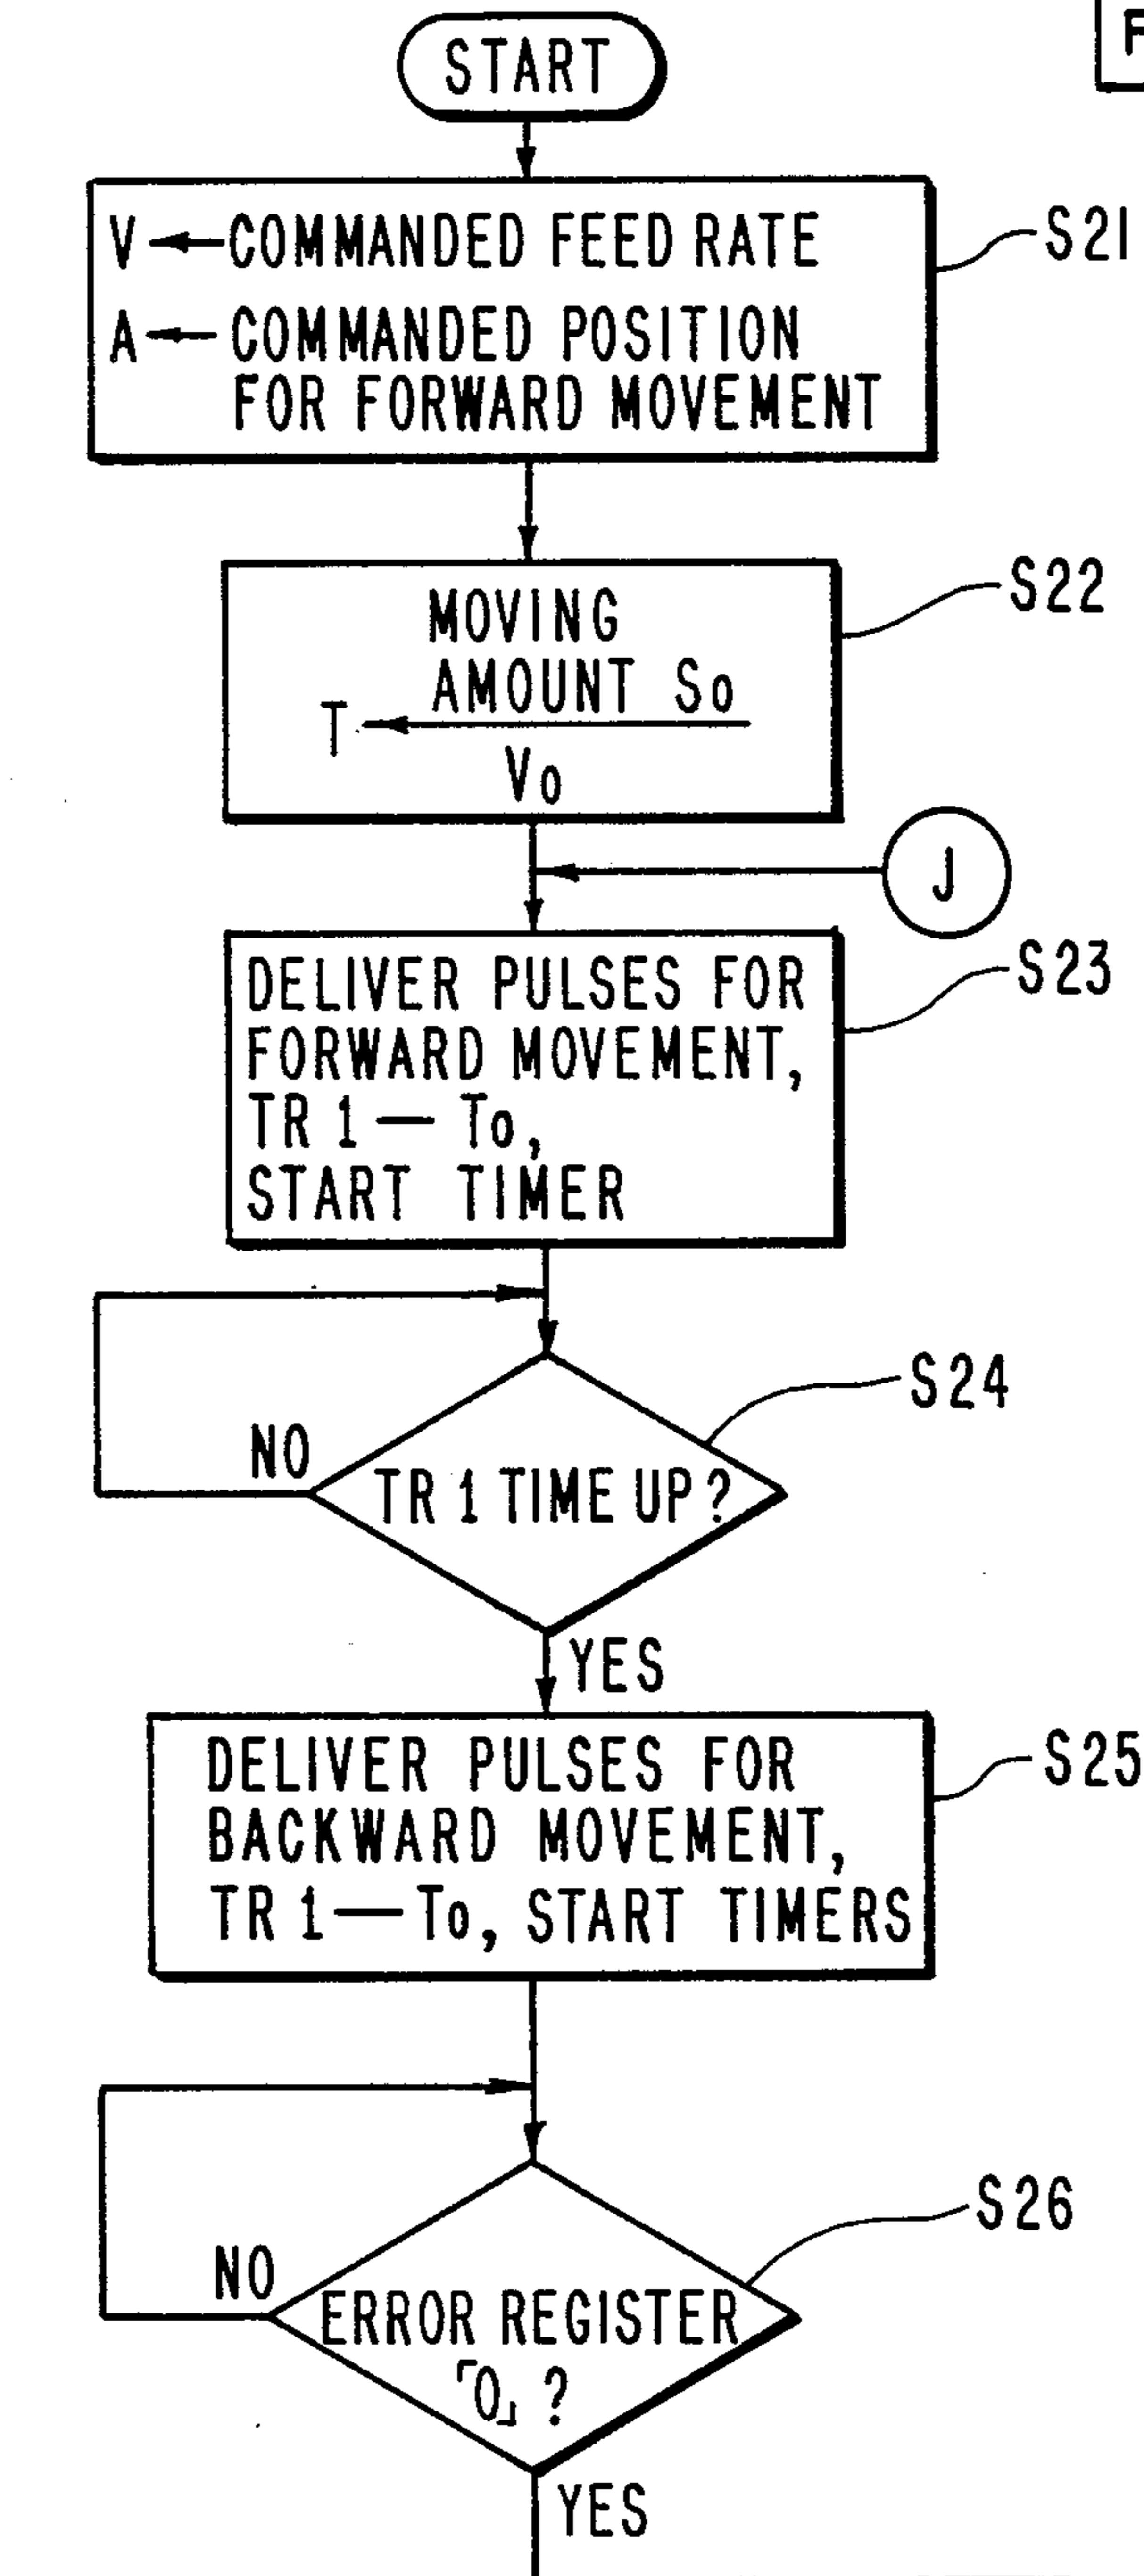 START
V ← COMMANDED FEED RATE
S21
A ← COMMANDED POSITION
FOR FORWARD MOVEMENT
S22
MOVING
AMOUNT So
T ←
Vo
J
S23
DELIVER PULSES FOR
FORWARD MOVEMENT,
TR 1 — To,
START TIMER
S24
NO
TR 1 TIME UP ?
YES
S25
DELIVER PULSES FOR
BACKWARD MOVEMENT,
TR 1 — To, START TIMERS
S26
NO
ERROR REGISTER
「0」 ?
YES